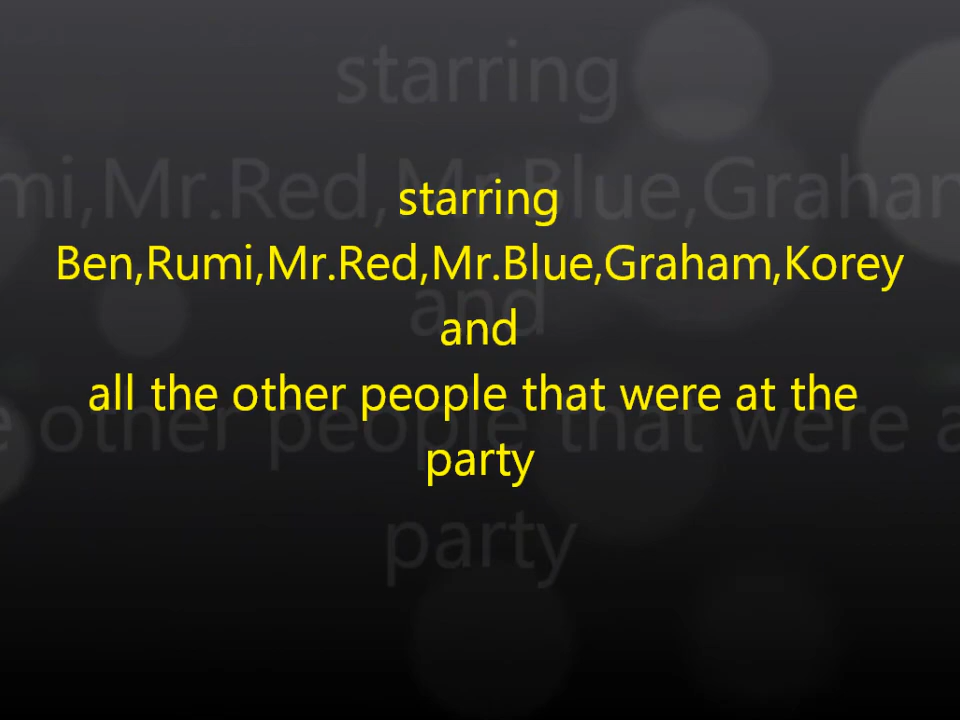 starring
Ben,Rumi,Mr.Red,Mr.Blue,Graham,Korey
and
all the other people that were at the
party